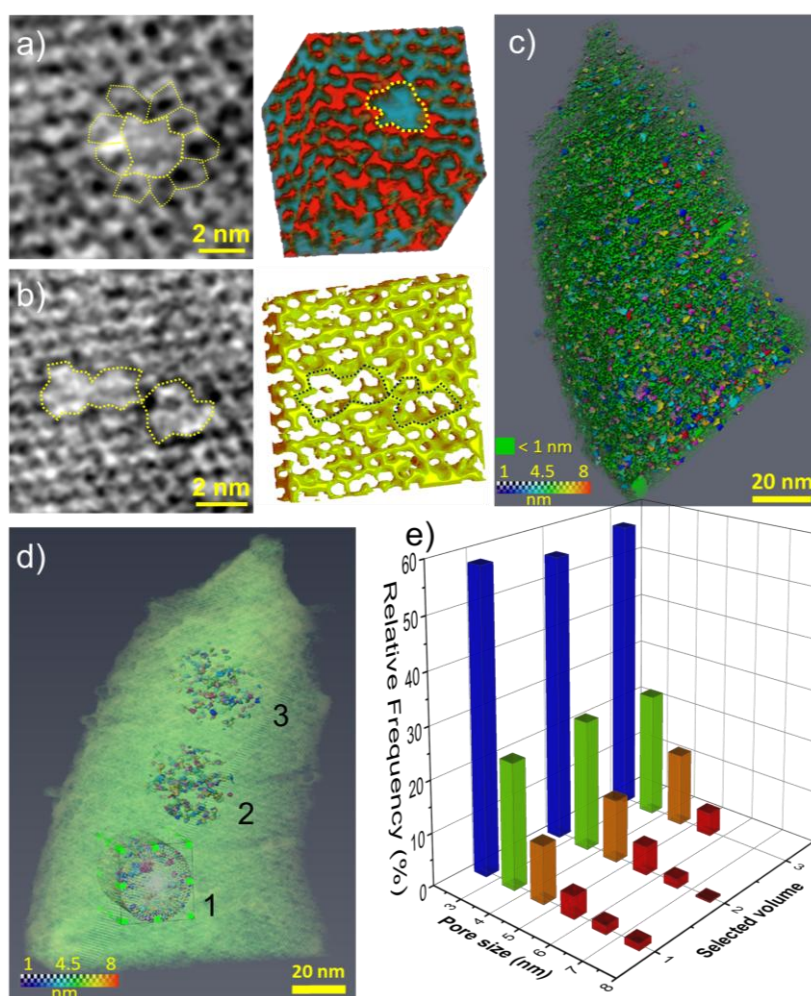 a)
2 nm
b)
2 nm
c)
< 1 nm
1 4.5 8
nm
20 nm
d)
3
2
1
1 4.5 8
nm
20 nm
e)
60
50
40
30
20
10
0
Relative Frequency (%)
3
4
5
6
7
8
Pore size (nm)
1
2
3
Selected volume